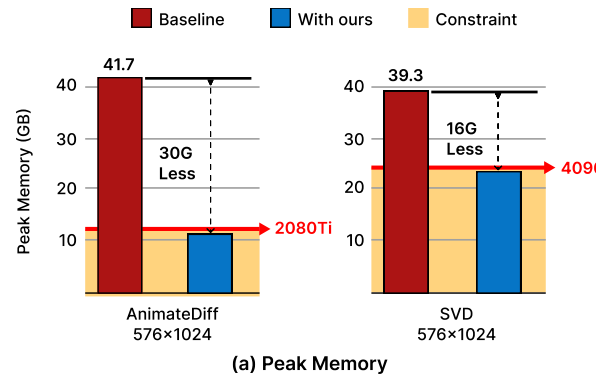 Baseline With ours Constraint
Peak Memory (GB)
41.7
40
30
20
10
30G
Less
2080Ti
AnimateDiff
576×1024
39.3
40
30
20
10
16G
Less
409
SVD
576×1024
(a) Peak Memory